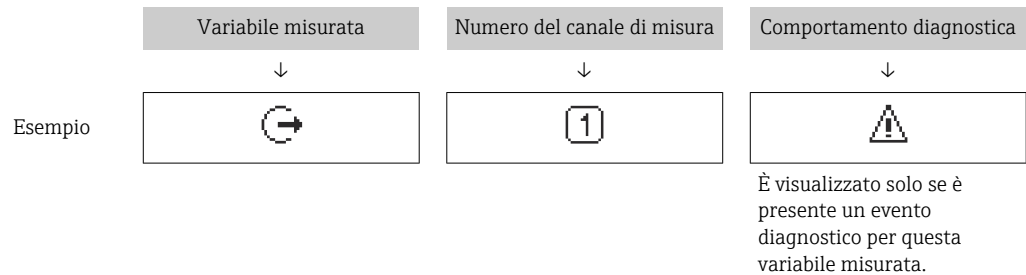 Variabile misurata
Numero del canale di misura
Comportamento diagnostica
↓ ↓ ↓
Esempio
1
È visualizzato solo se è
presente un evento
diagnostico per questa
variabile misurata.